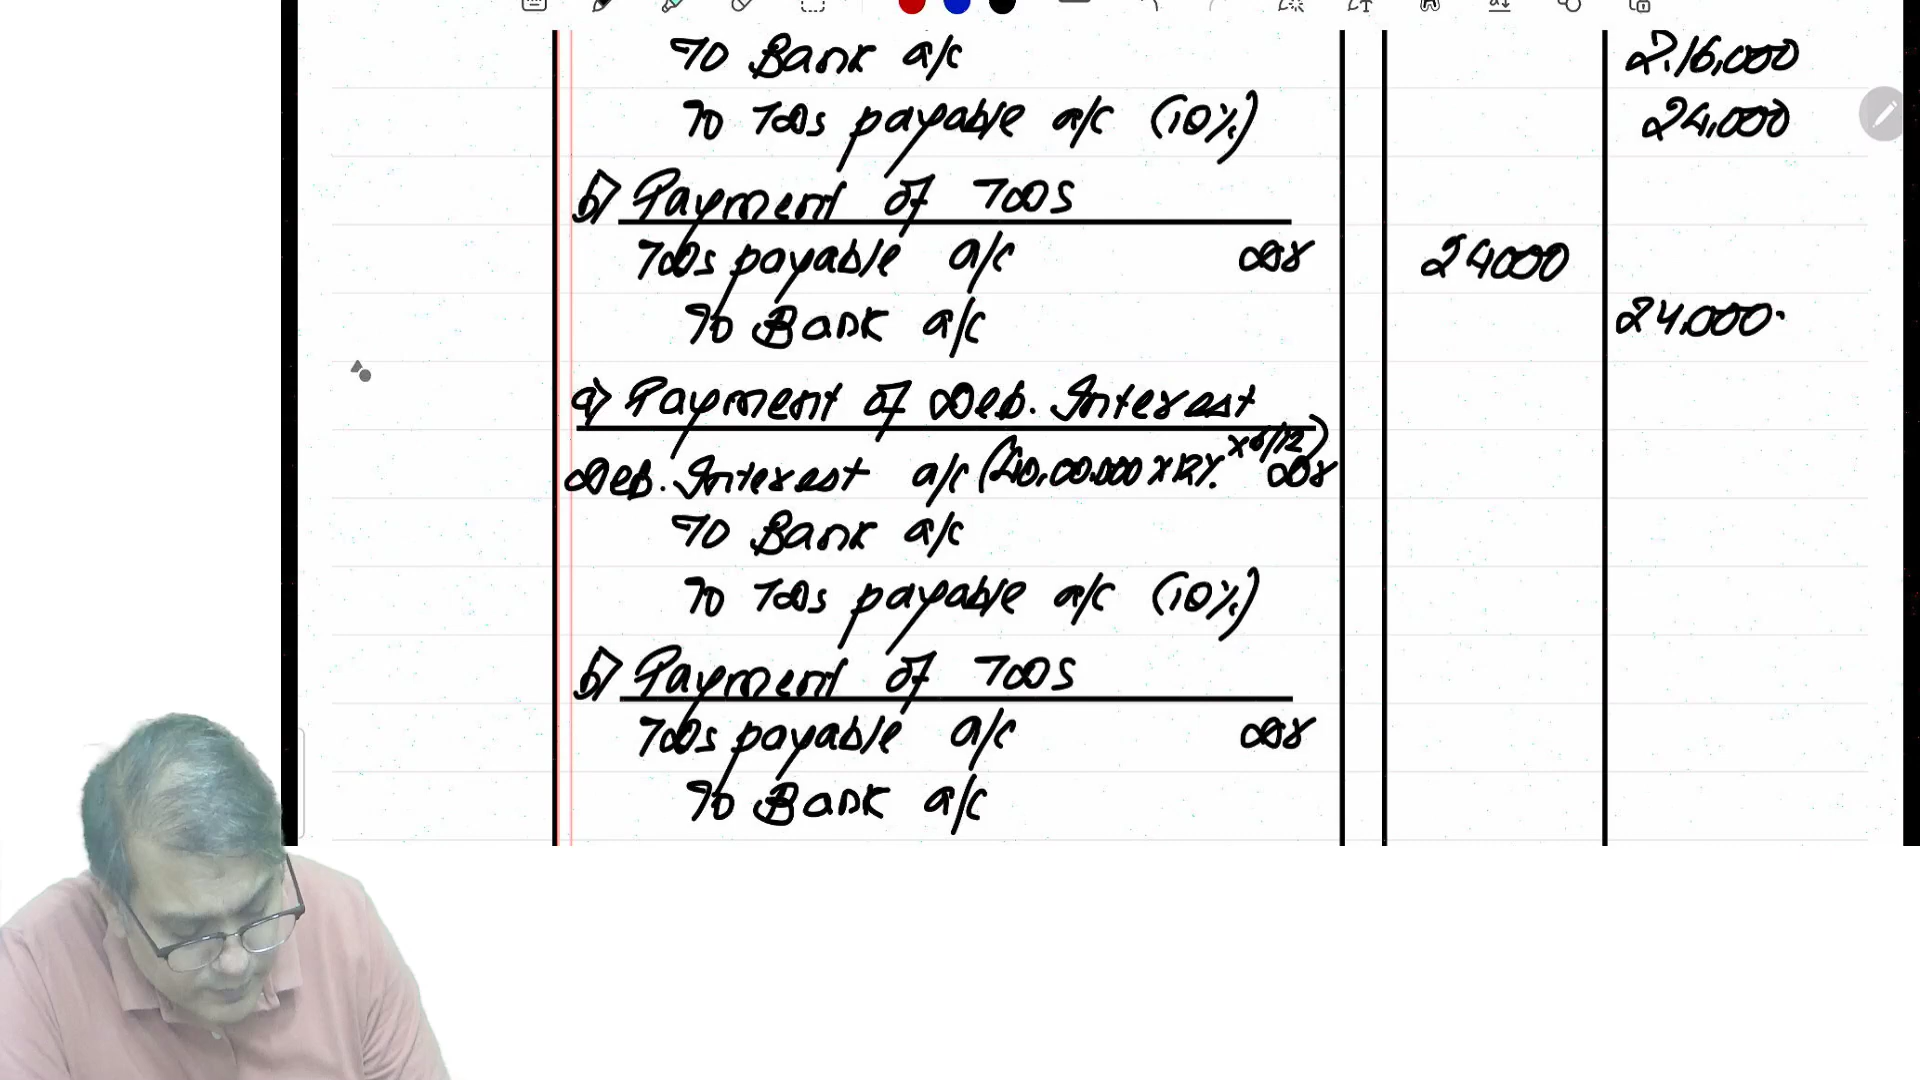 To Bank a/c 2,16,000
To TDS payable a/c (10%) 24,000
b) Payment of TDS
TDS payable a/c Dr 24000
To Bank a/c 24,000
a) Payment of Deb. Interest
Deb. Interest a/c (40,00,000 x 12% x 6/12) Dr
To Bank a/c
To TDS payable a/c (10%)
b) Payment of TDS
TDS payable a/c Dr
To Bank a/c